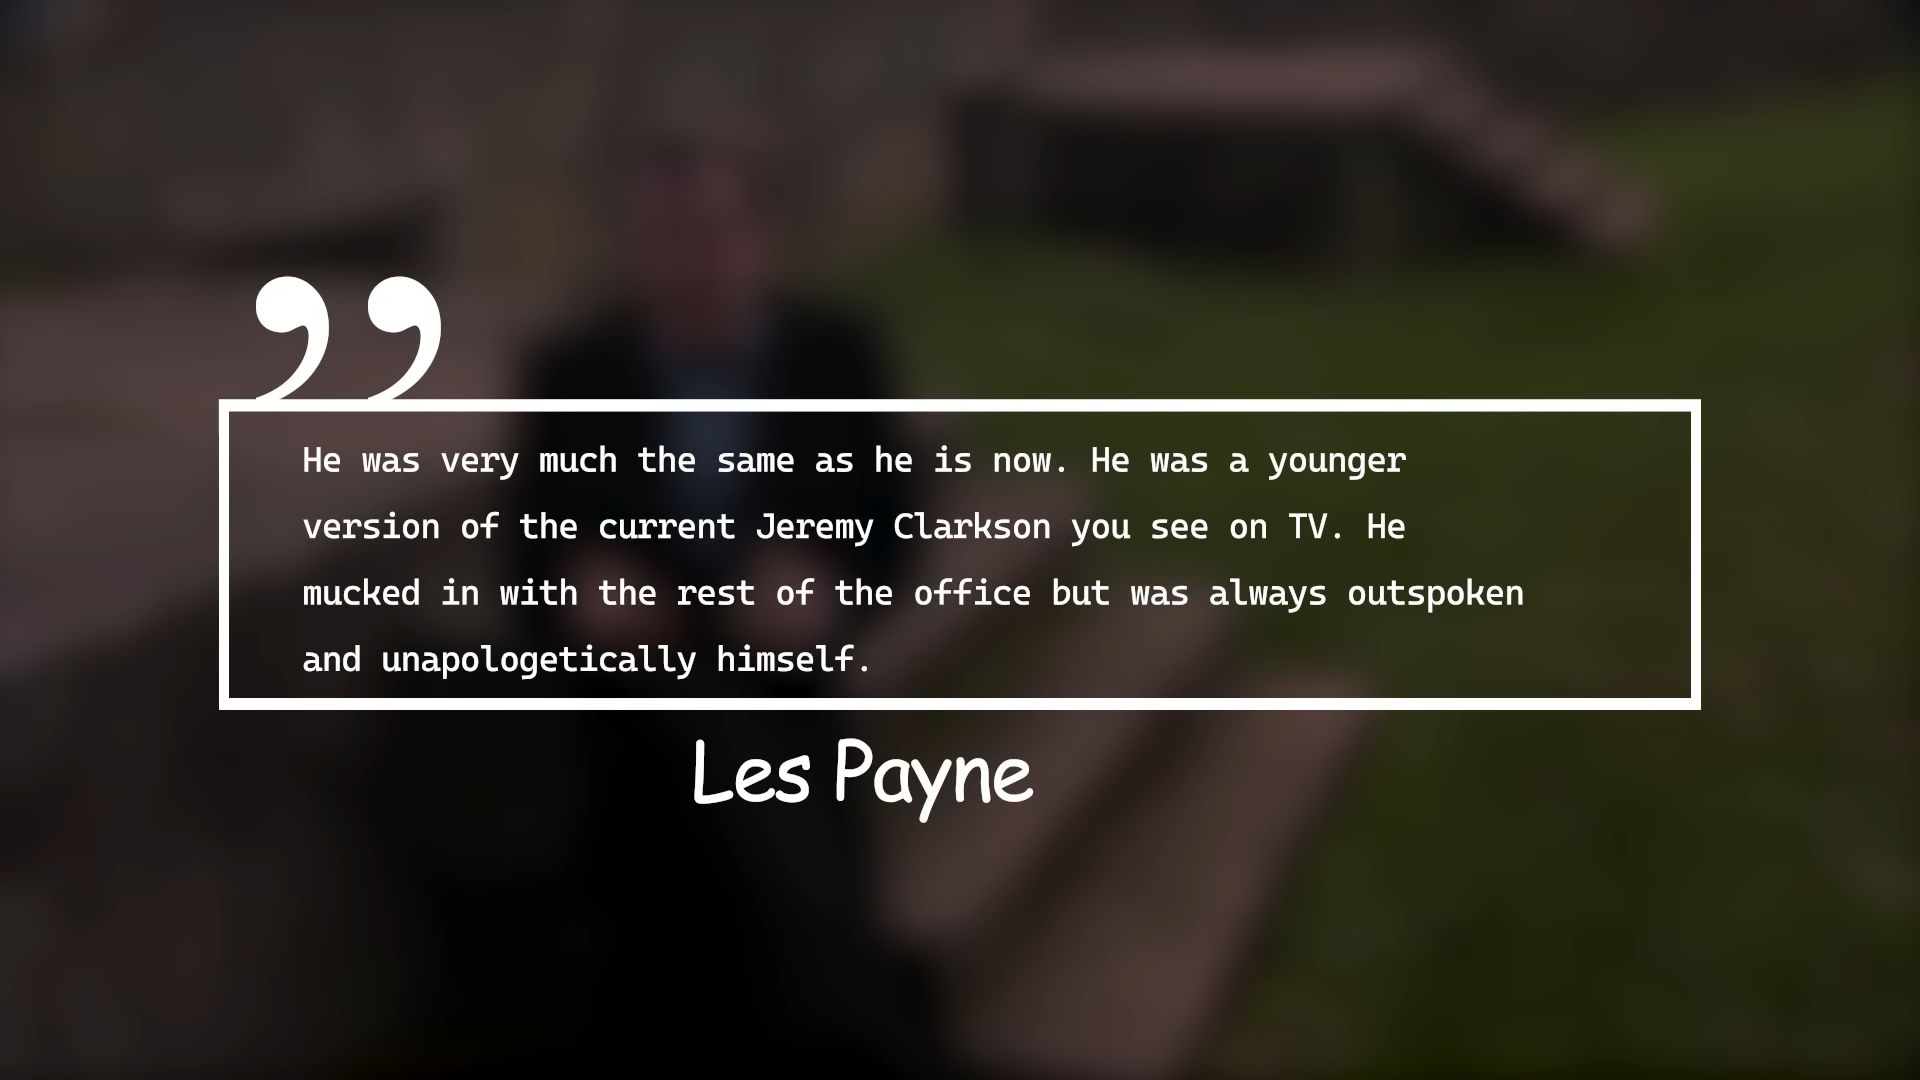 ”
He was very much the same as he is now. He was a younger
version of the current Jeremy Clarkson you see on TV. He
mucked in with the rest of the office but was always outspoken
and unapologetically himself.
Les Payne